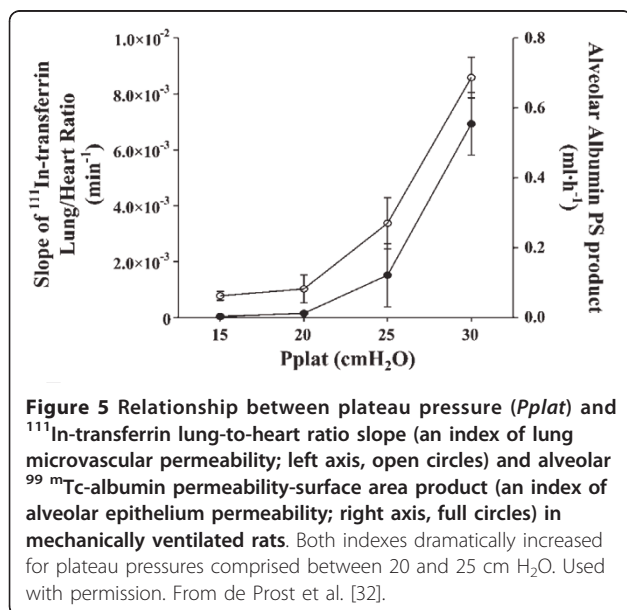 1.0×10⁻²
8.0×10⁻³
6.0×10⁻³
4.0×10⁻³
2.0×10⁻³
0
Slope of ¹¹¹In-transferrin
Lung/Heart Ratio
(min⁻¹)
0.8
0.6
0.4
0.2
0.0
Alveolar Albumin PS product
(ml·h⁻¹)
15 20 25 30
Pplat (cmH₂O)
Figure 5 Relationship between plateau pressure (Pplat) and
¹¹¹In-transferrin lung-to-heart ratio slope (an index of lung
microvascular permeability; left axis, open circles) and alveolar
⁹⁹ ᵐTc-albumin permeability-surface area product (an index of
alveolar epithelium permeability; right axis, full circles) in
mechanically ventilated rats. Both indexes dramatically increased
for plateau pressures comprised between 20 and 25 cm H₂O. Used
with permission. From de Prost et al. [32].